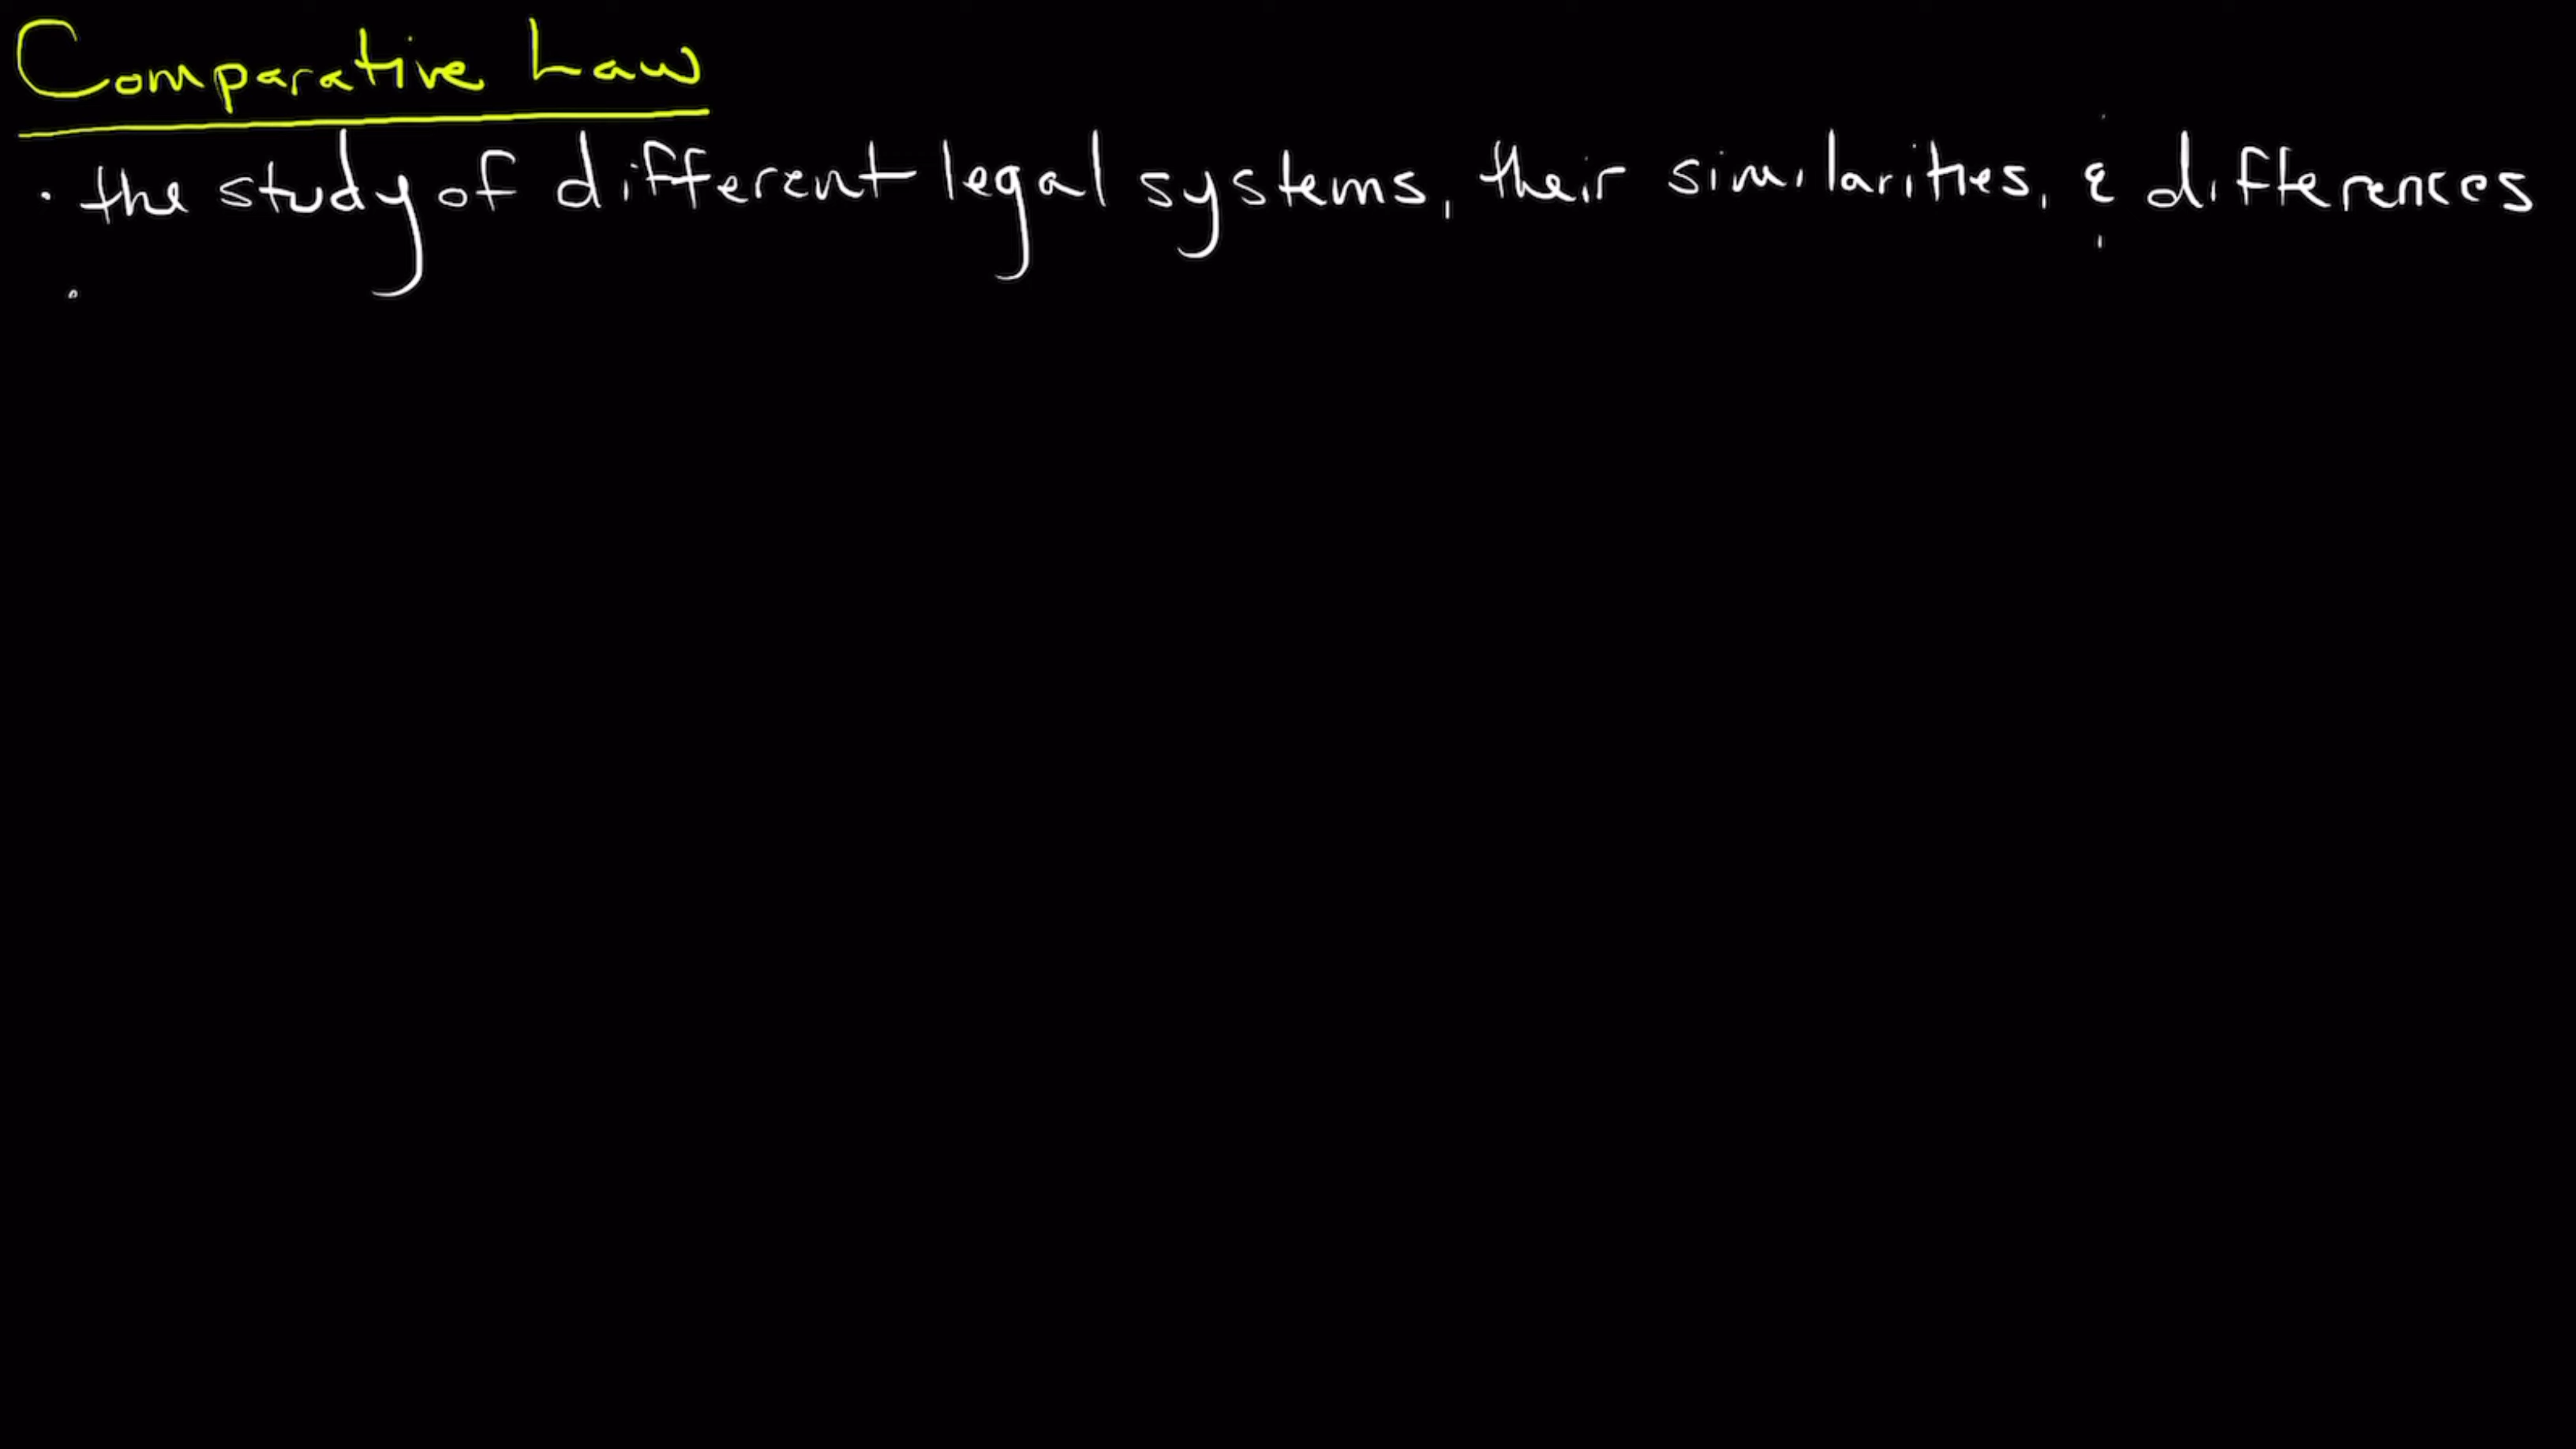 Comparative Law
· the study of different legal systems, their similarities, & differences
·